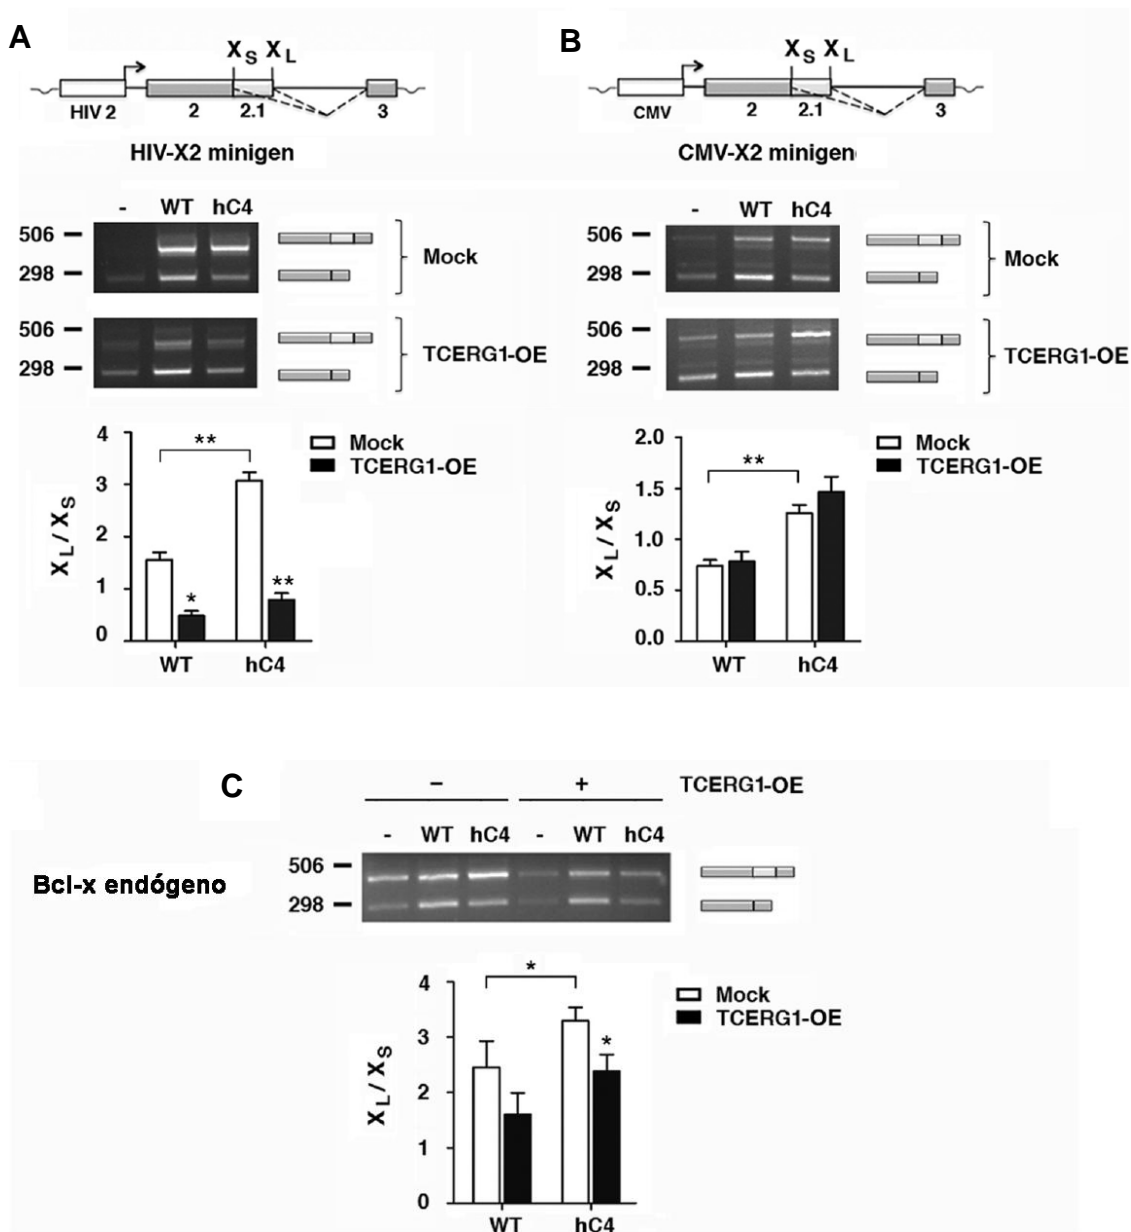 A
X_S X_L
HIV 2 2 2.1 3
HIV-X2 minigen
- WT hC4
506
298
Mock
506
298
TCERG1-OE
4
3
2
1
0
X_L / X_S
**
*
**
Mock
TCERG1-OE
WT hC4
B
X_S X_L
CMV 2 2.1 3
CMV-X2 minigen
- WT hC4
506
298
Mock
506
298
TCERG1-OE
2.0
1.5
1.0
0.5
0.0
X_L / X_S
**
Mock
TCERG1-OE
WT hC4
C
– + TCERG1-OE
- WT hC4 - WT hC4
Bcl-x endógeno
506
298
4
3
2
1
0
X_L / X_S
*
*
Mock
TCERG1-OE
WT hC4